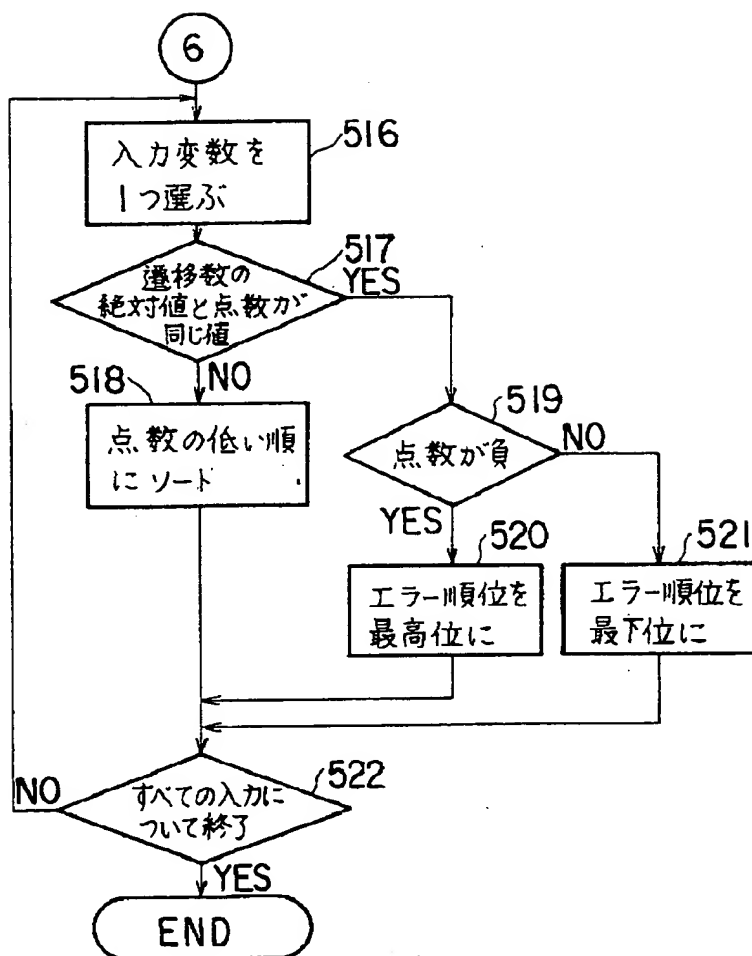 6
516
入力変数を
1つ選ぶ
517
遷移数の
絶対値と点数が
同じ値
YES
NO
518
点数の低い順
にソート
519
点数が負
NO
YES
520
エラー順位を
最高位に
521
エラー順位を
最下位に
522
すべての入力に
ついて終了
NO
YES
END